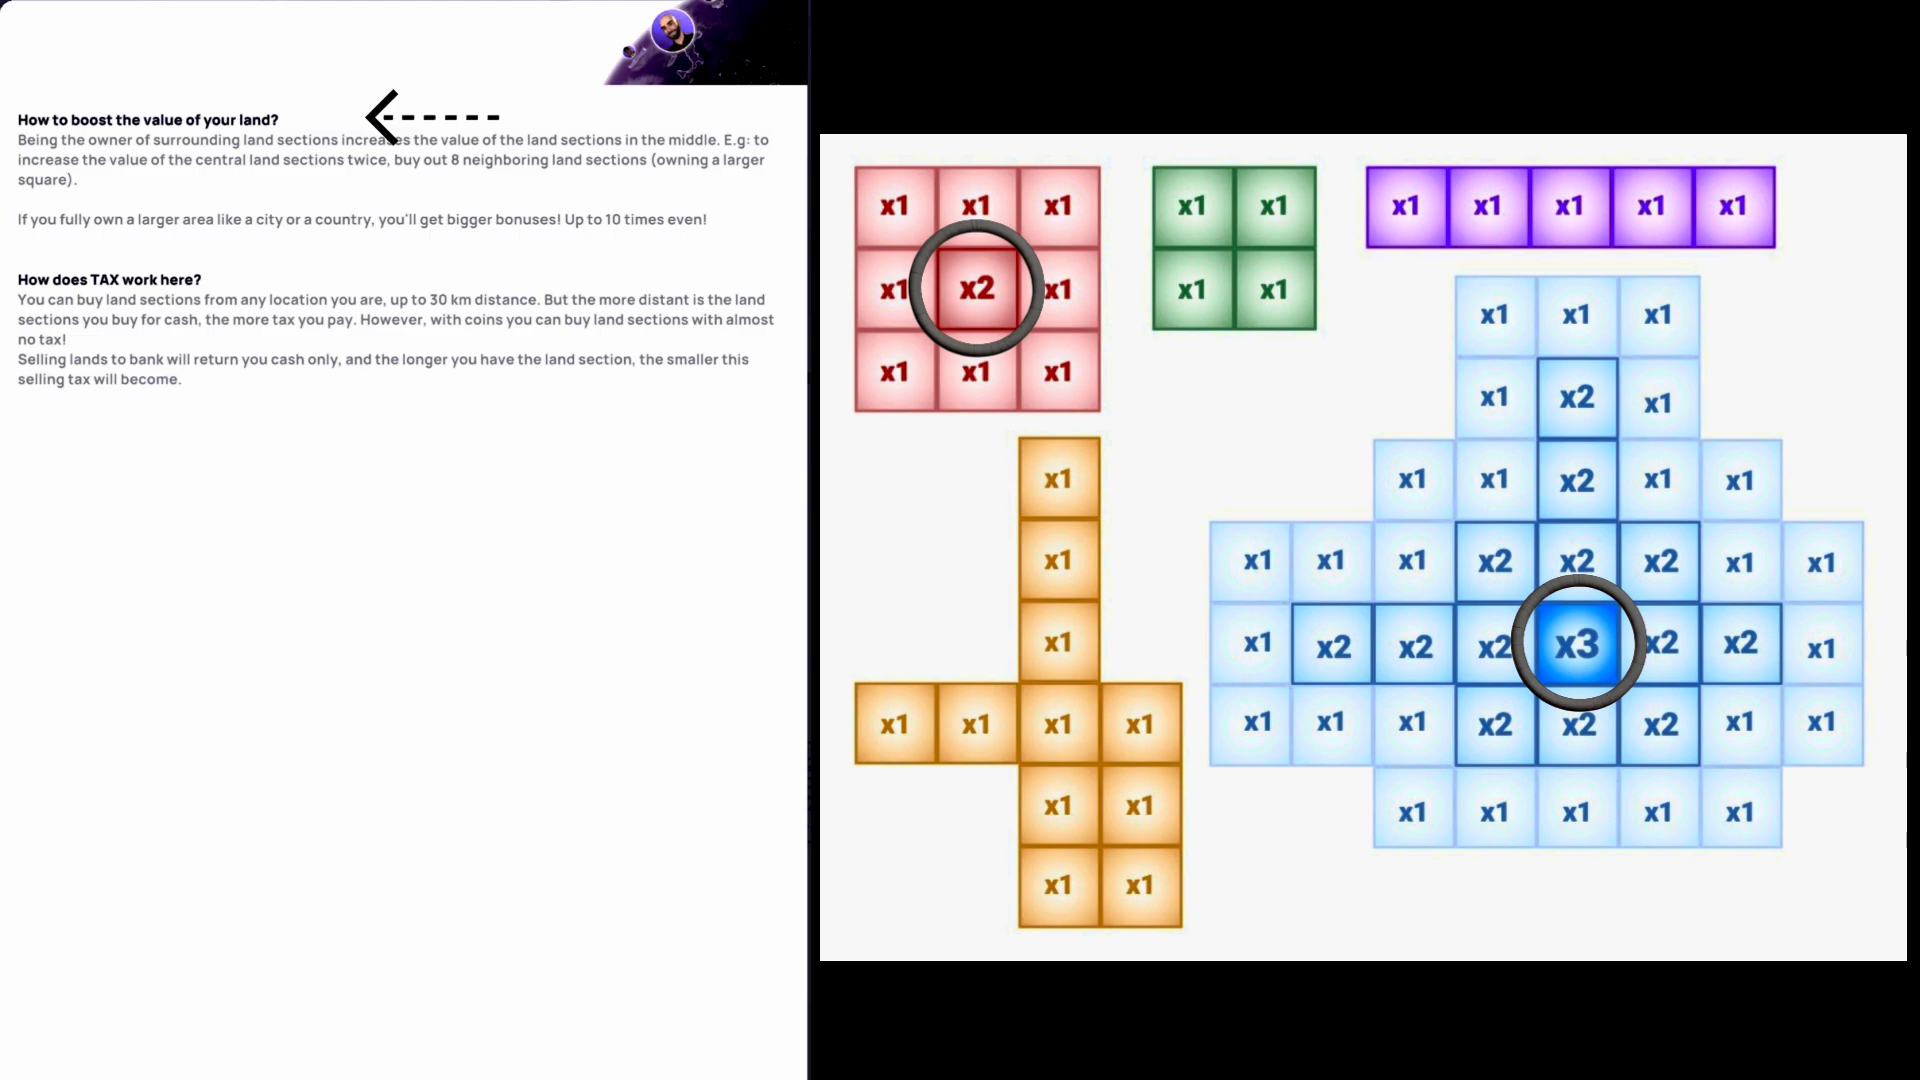 How to boost the value of your land?
Being the owner of surrounding land sections increases the value of the land sections in the middle. E.g: to
increase the value of the central land sections twice, buy out 8 neighboring land sections (owning a larger
square).
If you fully own a larger area like a city or a country, you'll get bigger bonuses! Up to 10 times even!
How does TAX work here?
You can buy land sections from any location you are, up to 30 km distance. But the more distant is the land
sections you buy for cash, the more tax you pay. However, with coins you can buy land sections with almost
no tax!
Selling lands to bank will return you cash only, and the longer you have the land section, the smaller this
selling tax will become.
x1 x1 x1
x1 x2 x1
x1 x1 x1
x1 x1
x1 x1
x1 x1 x1 x1 x1
x1
x1
x1
x1 x1 x1 x1
x1 x1
x1 x1
x1 x1 x1
x1 x2 x1
x1 x1 x2 x1 x1
x1 x1 x1 x2 x2 x2 x1 x1
x1 x2 x2 x2 x3 x2 x2 x1
x1 x1 x1 x2 x2 x2 x1 x1
x1 x1 x1 x1 x1